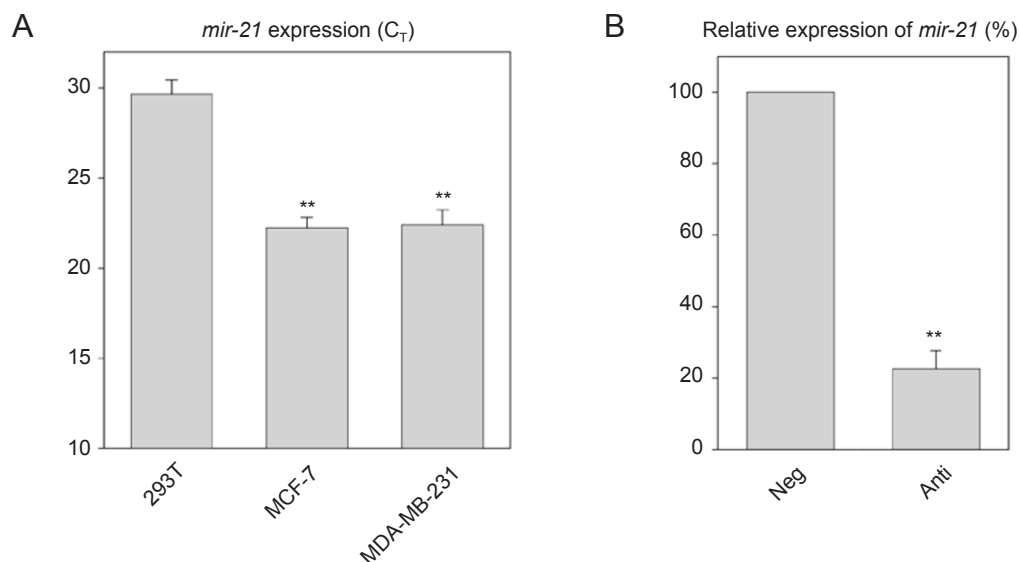 A
mir-21 expression (CT)
30
25
20
15
10
**
**
293T
MCF-7
MDA-MB-231
B
Relative expression of mir-21 (%)
100
80
60
40
20
0
**
Neg
Anti